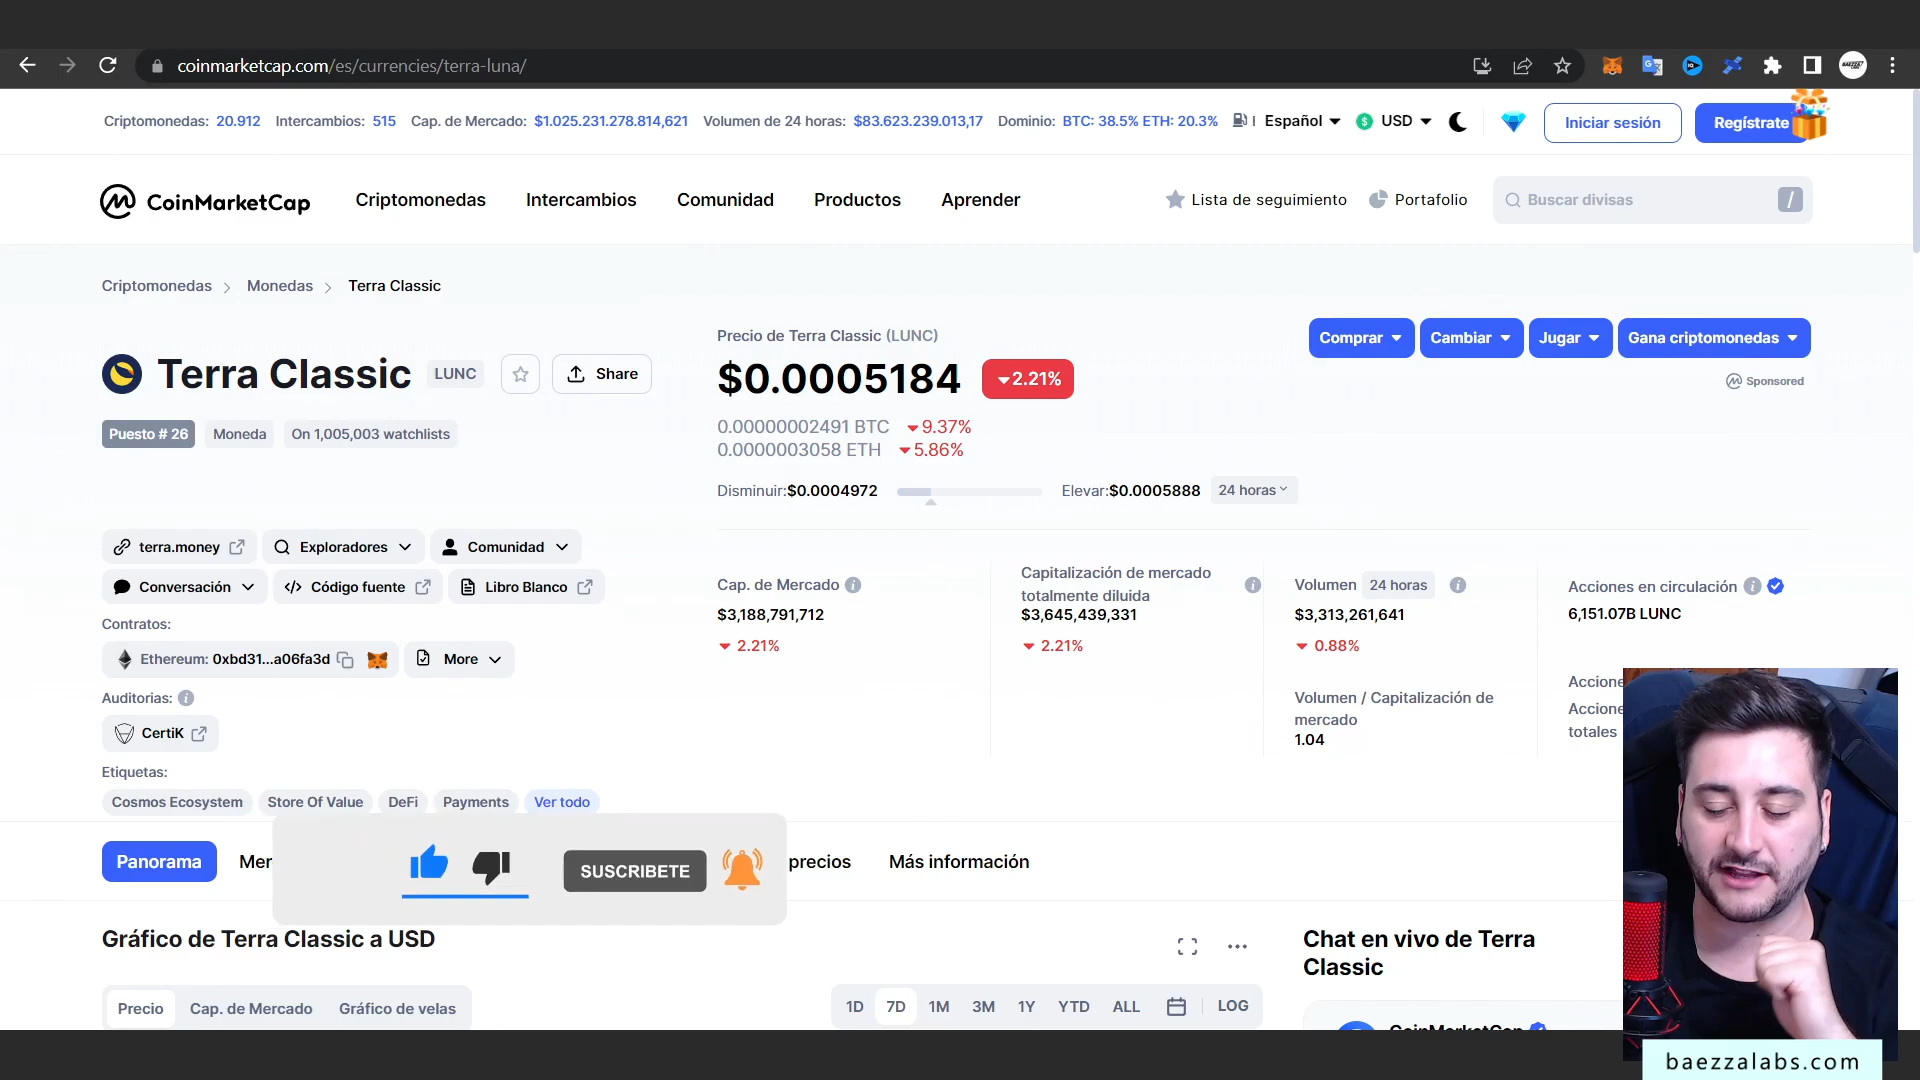 coinmarketcap.com/es/currencies/terra-luna/
Criptomonedas: 20.912 Intercambios: 515 Cap. de Mercado: $1.025.231.278.814,621 Volumen de 24 horas: $83.623.239.013,17 Dominio: BTC: 38.5% ETH: 20.3% Español USD Iniciar sesión Regístrate
CoinMarketCap Criptomonedas Intercambios Comunidad Productos Aprender Lista de seguimiento Portafolio Buscar divisas /
Criptomonedas > Monedas > Terra Classic
Terra Classic LUNC Share
Puesto # 26 Moneda On 1,005,003 watchlists
terra.money Exploradores Comunidad
Conversación Código fuente Libro Blanco
Contratos:
Ethereum: 0xbd31...a06fa3d More
Auditorias:
CertiK
Etiquetas:
Cosmos Ecosystem Store Of Value DeFi Payments Ver todo
Precio de Terra Classic (LUNC)
$0.0005184 2.21%
0.00000002491 BTC 9.37%
0.0000003058 ETH 5.86%
Disminuir:$0.0004972 Elevar:$0.0005888 24 horas
Comprar Cambiar Jugar Gana criptomonedas
Sponsored
Cap. de Mercado
$3,188,791,712
2.21%
Capitalización de mercado
totalmente diluida
$3,645,439,331
2.21%
Volumen 24 horas
$3,313,261,641
0.88%
Volumen / Capitalización de
mercado
1.04
Acciones en circulación
6,151.07B LUNC
totales
Panorama precios Más información
SUSCRIBETE
Gráfico de Terra Classic a USD
Precio Cap. de Mercado Gráfico de velas
1D 7D 1M 3M 1Y YTD ALL LOG
Chat en vivo de Terra
Classic
CoinMarketCap
baezzalabs.com